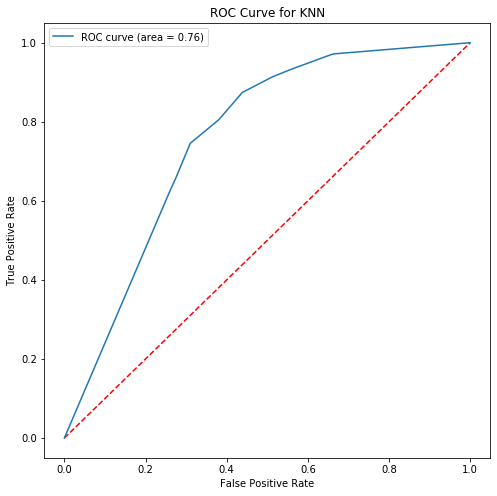 ROC Curve for KNN
ROC curve (area = 0.76)
1.0
0.8
0.6
0.4
0.2
0.0
True Positive Rate
0.0 0.2 0.4 0.6 0.8 1.0
False Positive Rate